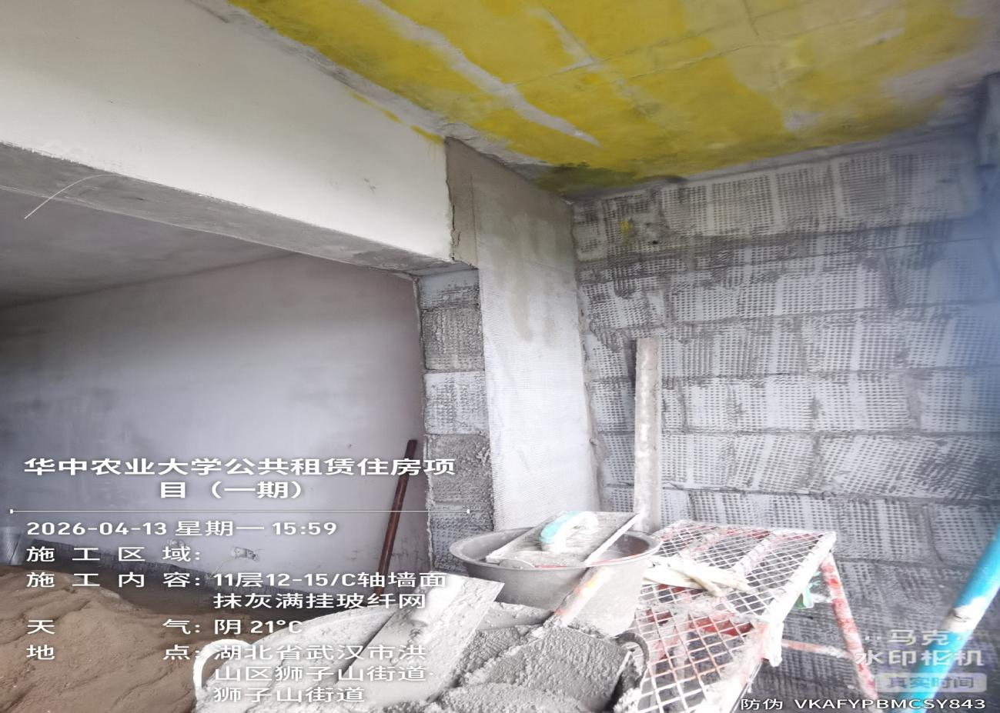 华中农业大学公共租赁住房项
目（一期）
2026-04-13 星期一 15:59
施工区域:
施工内容: 11层12-15/C轴墙面
抹灰满挂玻纤网
天气: 阴 21°C
地点: 湖北省武汉市洪
山区狮子山街道·
狮子山街道
马克
水印相机
真实时间
防伪 VKAFYPBMCSY843